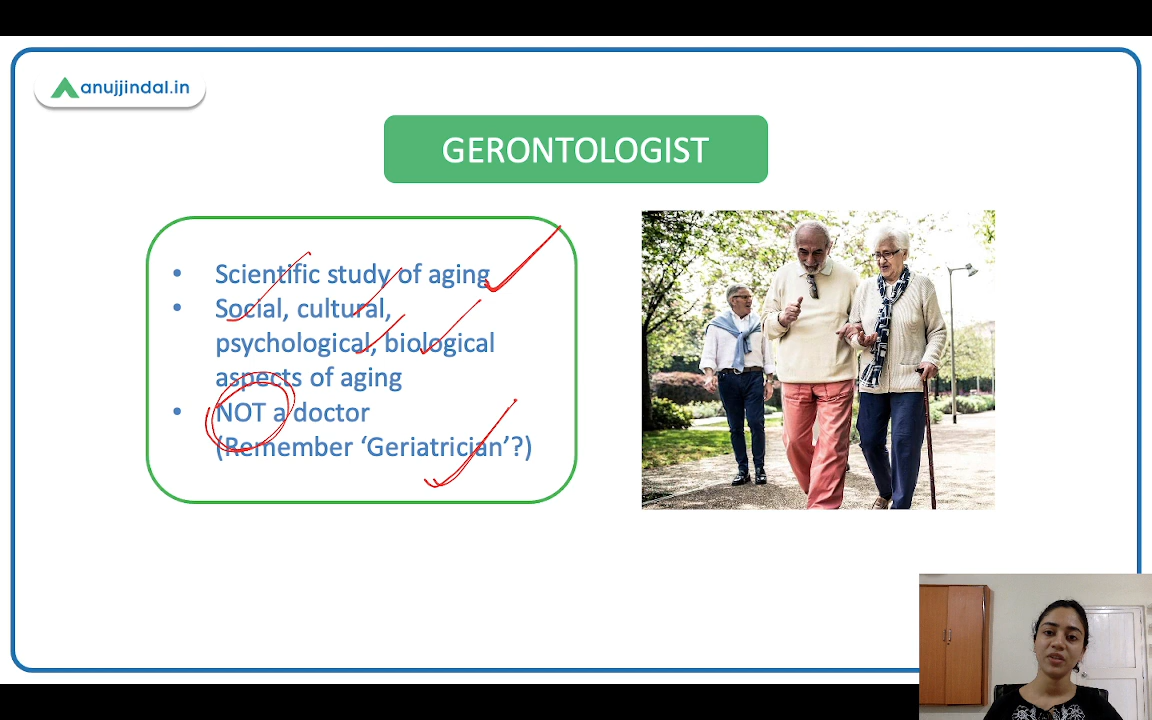 anujjindal.in
GERONTOLOGIST
• Scientific study of aging
• Social, cultural,
psychological, biological
aspects of aging
• NOT a doctor
(Remember ‘Geriatrician’?)